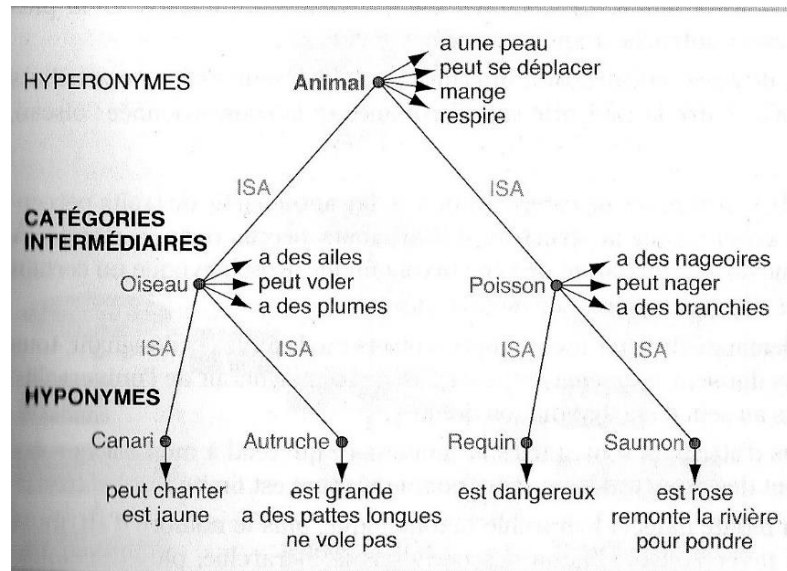 a une peau
peut se déplacer
HYPERONYMES
Animal
mange
respire
ISA
ISA
CATÉGORIES
INTERMÉDIAIRES
a des ailes
Oiseau
peut voler
a des plumes
a des nageoires
Poisson
peut nager
a des branchies
ISA
ISA
ISA
ISA
HYPONYMES
Canari
Autruche
Requin
Saumon
peut chanter
est jaune
est grande
a des pattes longues
ne vole pas
est dangereux
est rose
remonte la rivière
pour pondre